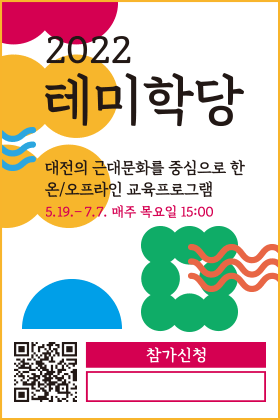 2022
테미학당
대전의 근대문화를 중심으로 한
온/오프라인 교육프로그램
5.19.-7.7. 매주 목요일 15:00
참가신청